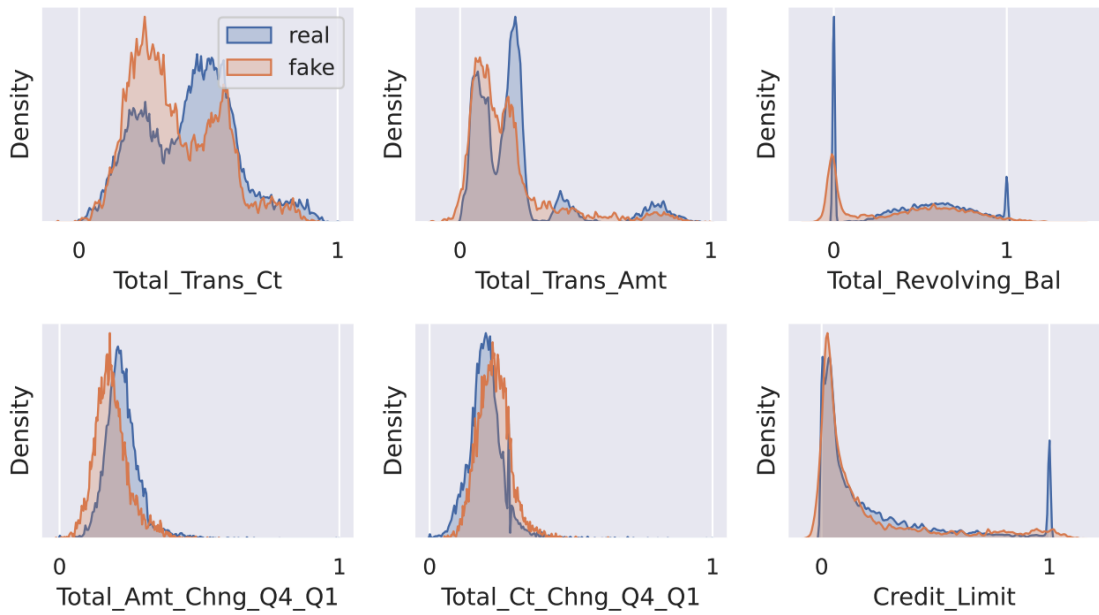 real
fake
Density
0
1
Total_Trans_Ct
Density
0
1
Total_Trans_Amt
Density
0
1
Total_Revolving_Bal
Density
0
1
Total_Amt_Chng_Q4_Q1
Density
0
1
Total_Ct_Chng_Q4_Q1
Density
0
1
Credit_Limit